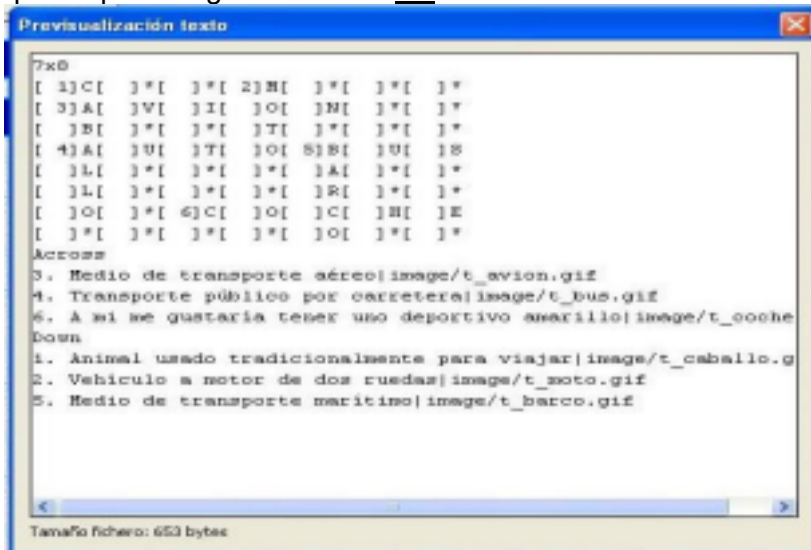 Previsualización texto
7x8
[ 1]C[ ]*[ ]*[ 2]M[ ]*[ ]*[ ]*
[ 3]A[ ]V[ ]I[ ]O[ ]N[ ]*[ ]*
[ ]B[ ]*[ ]*[ ]T[ ]*[ ]*[ ]*
[ 4]A[ ]U[ ]T[ ]O[ 5]B[ ]U[ ]S
[ ]L[ ]*[ ]*[ ]*[ ]A[ ]*[ ]*
[ ]L[ ]*[ ]*[ ]*[ ]R[ ]*[ ]*
[ ]O[ ]*[ 6]C[ ]O[ ]C[ ]H[ ]E
[ ]*[ ]*[ ]*[ ]*[ ]O[ ]*[ ]*
Across
3. Medio de transporte aéreo|image/t_avion.gif
4. Transporte público por carretera|image/t_bus.gif
6. A mi me gustaría tener uno deportivo amarillo|image/t_coche
Down
1. Animal usado tradicionalmente para viajar|image/t_caballo.g
2. Vehículo a motor de dos ruedas|image/t_moto.gif
5. Medio de transporte marítimo|image/t_barco.gif
Tamaño fichero: 653 bytes